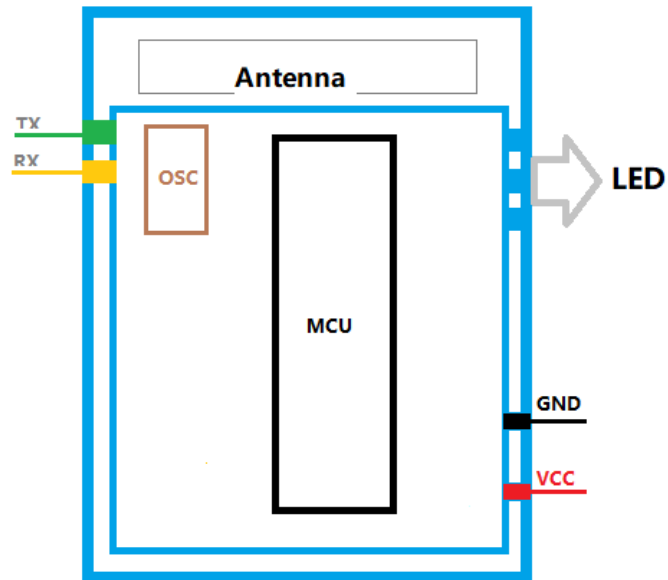 Antenna
TX
RX
OSC
LED
MCU
GND
VCC